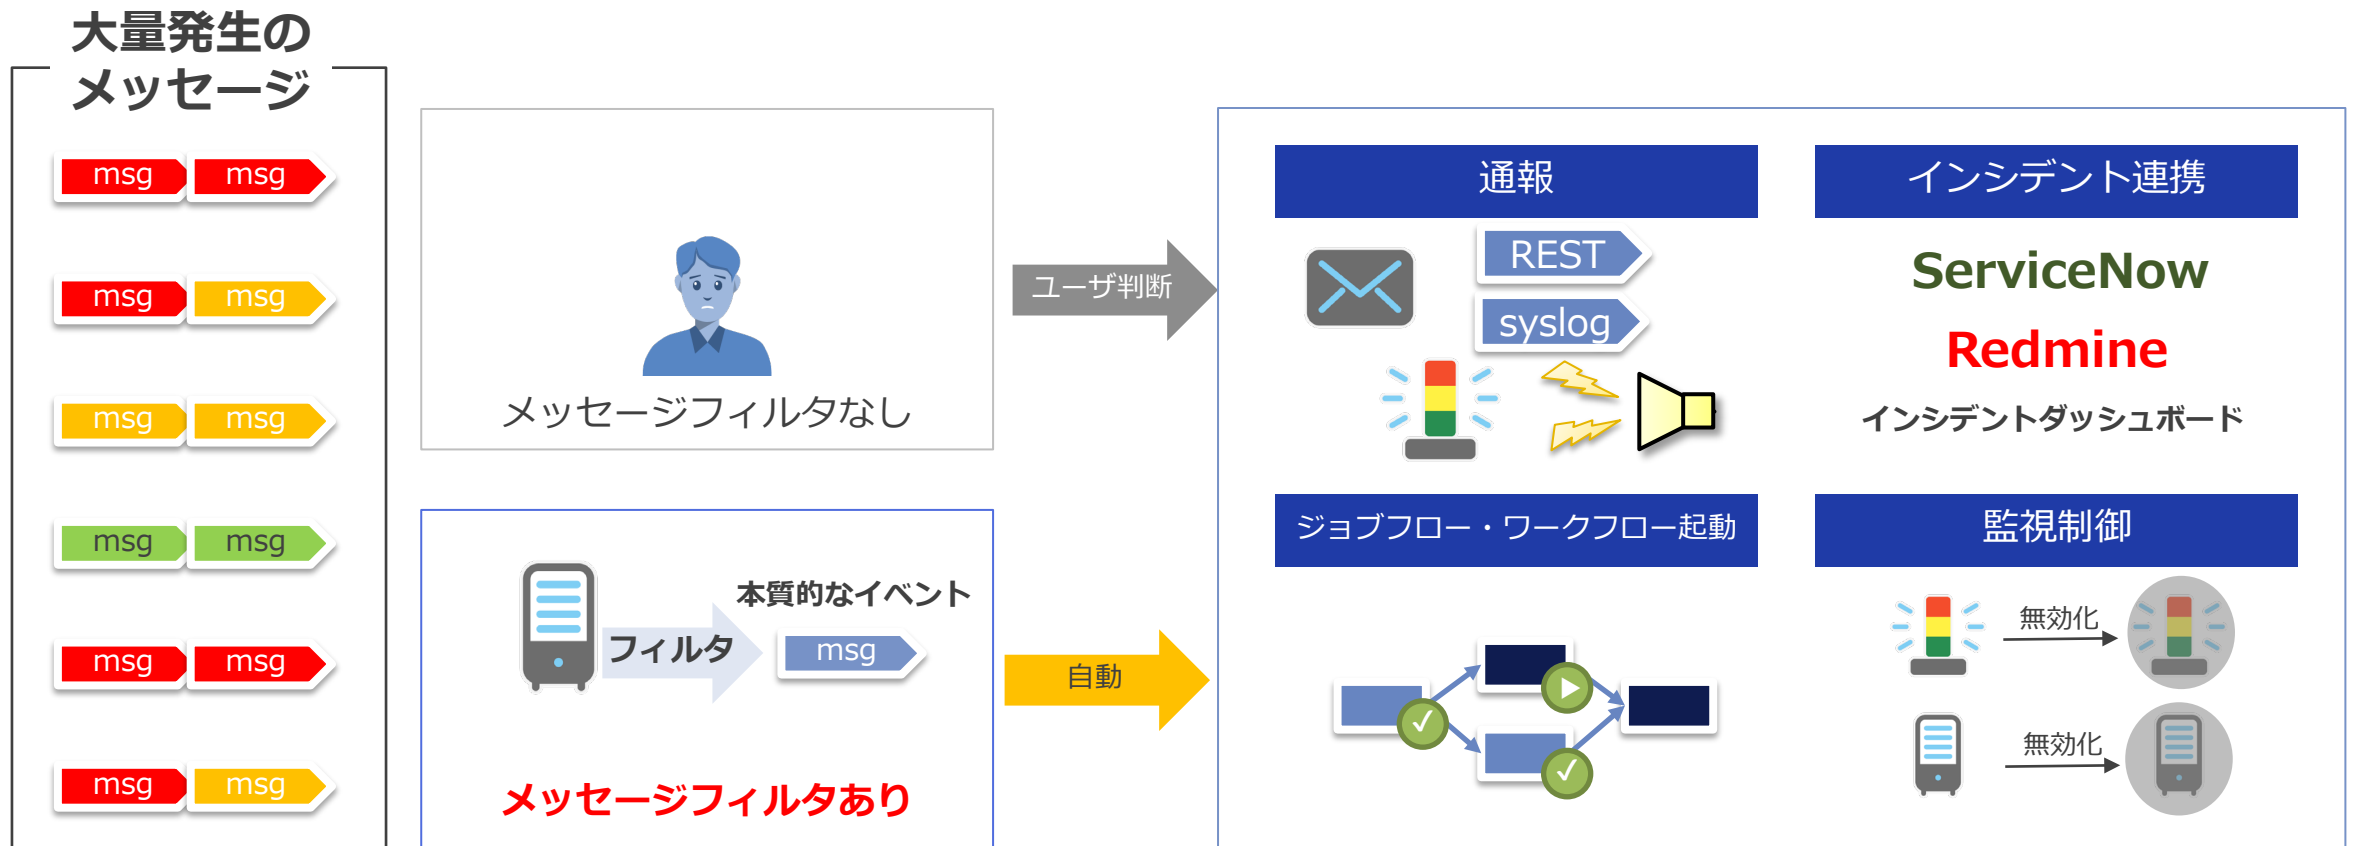 大量発生の
メッセージ
msg msg
msg msg
msg msg
msg msg
msg msg
msg msg
メッセージフィルタなし
フィルタ
本質的なイベント
msg
メッセージフィルタあり
ユーザ判断
自動
通報
REST
syslog
インシデント連携
ServiceNow
Redmine
インシデントダッシュボード
ジョブフロー・ワークフロー起動
監視制御
無効化
無効化